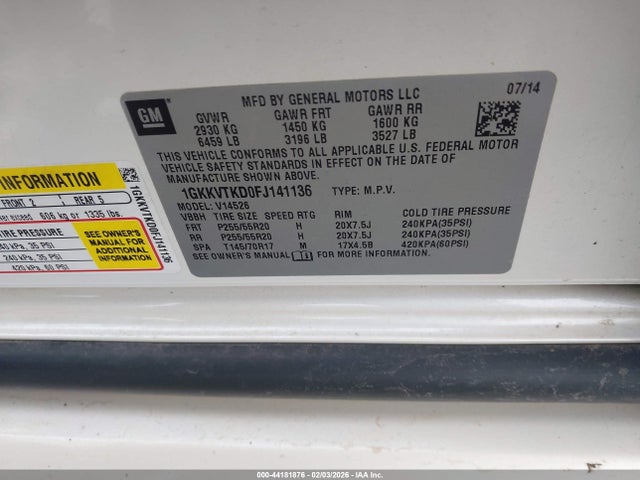 GM
MFD BY GENERAL MOTORS LLC
07/14
GVWR GAWR FRT GAWR RR
2930 KG 1450 KG 1600 KG
6459 LB 3196 LB 3527 LB
THIS VEHICLE CONFORMS TO ALL APPLICABLE U.S. FEDERAL MOTOR
VEHICLE SAFETY STANDARDS IN EFFECT ON THE DATE OF
MANUFACTURE SHOWN ABOVE.
1GKKVTKD0FJ141136 TYPE: M.P.V.
MODEL: V14526
VBBH TIRE SIZE SPEED RTG RIM COLD TIRE PRESSURE
FRT P255/55R20 H 20X7.5J 240KPA(35PSI)
RR P255/55R20 H 20X7.5J 240KPA(35PSI)
SPA T145/70R17 M 17X4.5B 420KPA(60PSI)
SEE OWNER'S MANUAL FOR MORE INFORMATION.
INFORMATION
FRONT 2 REAR 5
exceed 606 kg or 1335 lbs.
TIRE PRESSURE
240 kPa, 35 PSI
240 kPa, 35 PSI
420 kPa, 60 PSI
SEE OWNER'S
MANUAL FOR
ADDITIONAL
INFORMATION
1GKKVTKD0FJ141136
000-44181876 | 02/03/2026 - CANADA